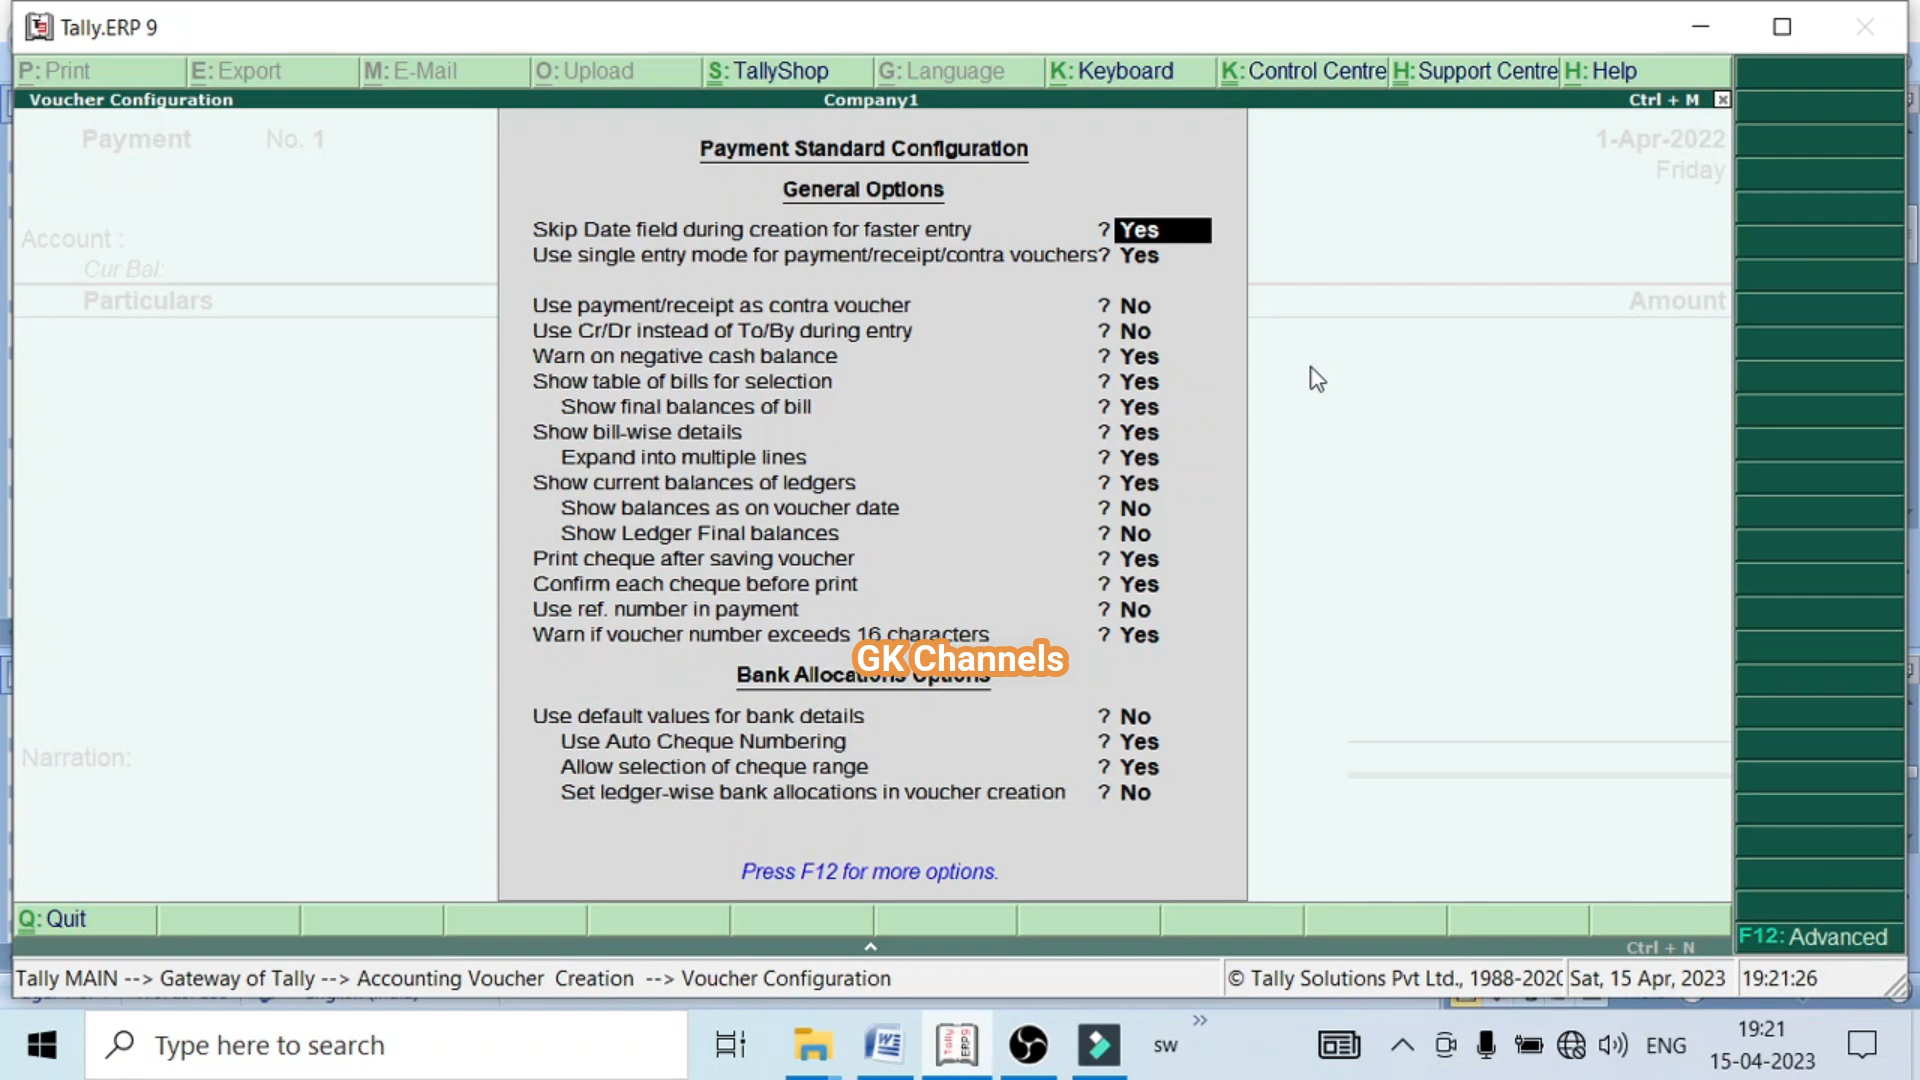 Tally.ERP 9
P: Print E: Export M: E-Mail O: Upload S: TallyShop G: Language K: Keyboard K: Control Centre H: Support Centre H: Help
Voucher Configuration Company1 Ctrl + M
Payment No. 1 1-Apr-2022
Friday
Account :
Cur Bal:
Particulars Amount
Narration:
Payment Standard Configuration
General Options
Skip Date field during creation for faster entry ? Yes
Use single entry mode for payment/receipt/contra vouchers? Yes
Use payment/receipt as contra voucher ? No
Use Cr/Dr instead of To/By during entry ? No
Warn on negative cash balance ? Yes
Show table of bills for selection ? Yes
Show final balances of bill ? Yes
Show bill-wise details ? Yes
Expand into multiple lines ? Yes
Show current balances of ledgers ? Yes
Show balances as on voucher date ? No
Show Ledger Final balances ? No
Print cheque after saving voucher ? Yes
Confirm each cheque before print ? Yes
Use ref. number in payment ? No
Warn if voucher number exceeds 16 characters ? Yes
GK Channels
Bank Allocations Options
Use default values for bank details ? No
Use Auto Cheque Numbering ? Yes
Allow selection of cheque range ? Yes
Set ledger-wise bank allocations in voucher creation ? No
Press F12 for more options.
Q: Quit
F12: Advanced
Ctrl + N
Tally MAIN --> Gateway of Tally --> Accounting Voucher Creation --> Voucher Configuration © Tally Solutions Pvt Ltd., 1988-2020 Sat, 15 Apr, 2023 19:21:26
Type here to search
sw
ENG
19:21
15-04-2023